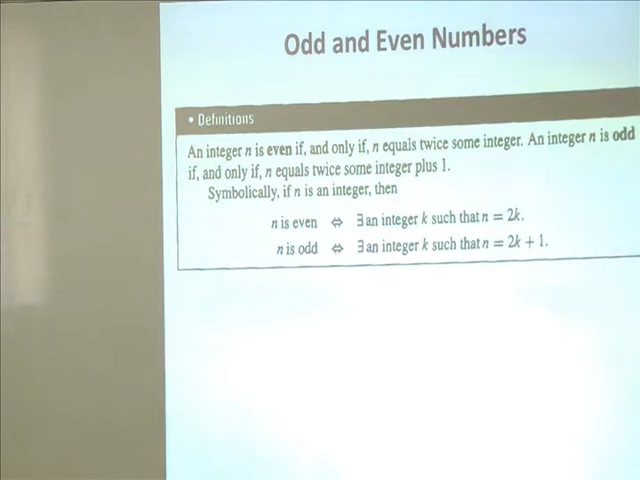 Odd and Even Numbers
• Definitions
An integer n is even if, and only if, n equals twice some integer. An integer n is odd
if, and only if, n equals twice some integer plus 1.
Symbolically, if n is an integer, then
n is even ⇔ ∃ an integer k such that n = 2k.
n is odd ⇔ ∃ an integer k such that n = 2k + 1.